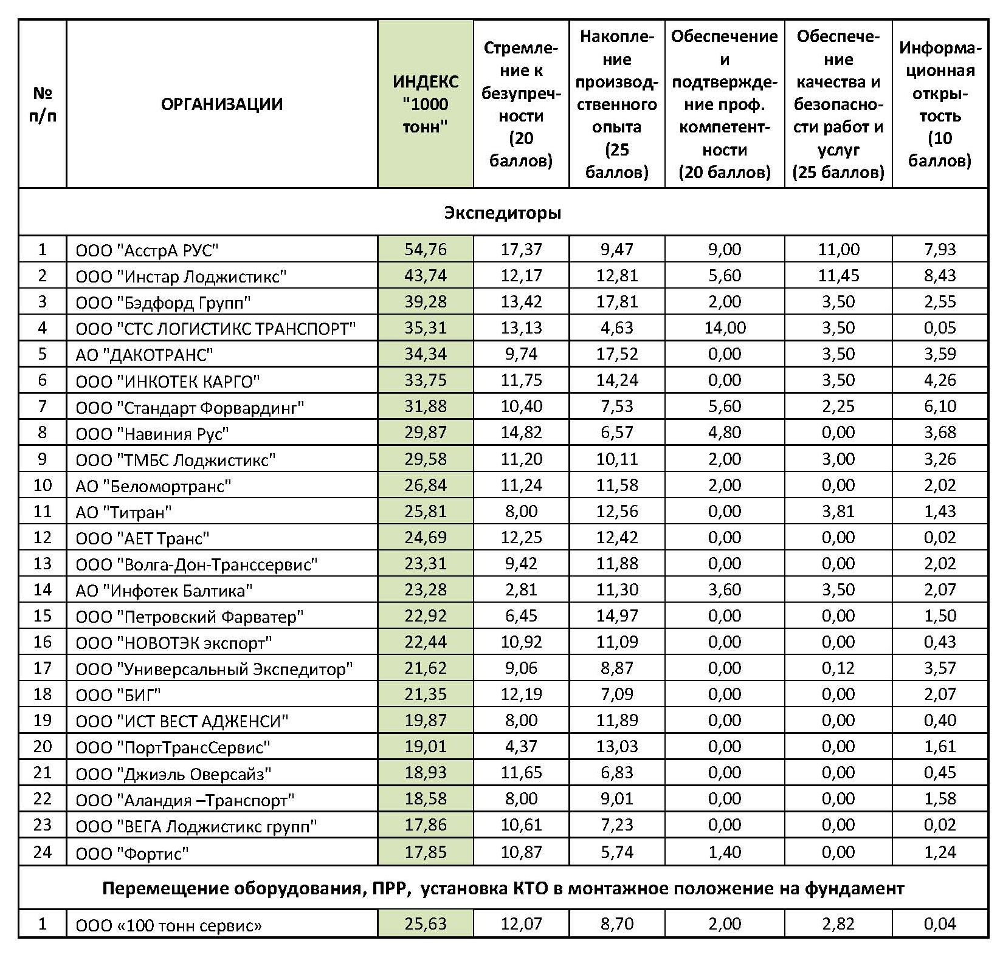 № п/п
ОРГАНИЗАЦИИ
ИНДЕКС "1000 тонн"
Стремле-
ние к
безупреч-
ности
(20
баллов)
Накопле-
ние
производ-
ственного
опыта
(25
баллов)
Обеспечение
и
подтвержде-
ние проф.
компетент-
ности
(20 баллов)
Обеспече-
ние
качества и
безопасно-
сти работ и
услуг
(25 баллов)
Информа-
ционная
откры-
тость
(10
баллов)
Экспедиторы
1 ООО "АсстрА РУС" 54,76 17,37 9,47 9,00 11,00 7,93
2 ООО "Инстар Лоджистикс" 43,74 12,17 12,81 5,60 11,45 8,43
3 ООО "Бэдфорд Групп" 39,28 13,42 17,81 2,00 3,50 2,55
4 ООО "СТС ЛОГИСТИКС ТРАНСПОРТ" 35,31 13,13 4,63 14,00 3,50 0,05
5 АО "ДАКОТРАНС" 34,34 9,74 17,52 0,00 3,50 3,59
6 ООО "ИНКОТЕК КАРГО" 33,75 11,75 14,24 0,00 3,50 4,26
7 ООО "Стандарт Форвардинг" 31,88 10,40 7,53 5,60 2,25 6,10
8 ООО "Навиния Рус" 29,87 14,82 6,57 4,80 0,00 3,68
9 ООО "ТМБС Лоджистикс" 29,58 11,20 10,11 2,00 3,00 3,26
10 АО "Беломортранс" 26,84 11,24 11,58 2,00 0,00 2,02
11 АО "Титран" 25,81 8,00 12,56 0,00 3,81 1,43
12 ООО "АЕТ Транс" 24,69 12,25 12,42 0,00 0,00 0,02
13 ООО "Волга-Дон-Транссервис" 23,31 9,42 11,88 0,00 0,00 2,02
14 АО "Инфотек Балтика" 23,28 2,81 11,30 3,60 3,50 2,07
15 ООО "Петровский Фарватер" 22,92 6,45 14,97 0,00 0,00 1,50
16 ООО "НОВОТЭК экспорт" 22,44 10,92 11,09 0,00 0,00 0,43
17 ООО "Универсальный Экспедитор" 21,62 9,06 8,87 0,00 0,12 3,57
18 ООО "БИГ" 21,35 12,19 7,09 0,00 0,00 2,07
19 ООО "ИСТ ВЕСТ АДЖЕНСИ" 19,87 8,00 11,89 0,00 0,00 0,40
20 ООО "ПортТрансСервис" 19,01 4,37 13,03 0,00 0,00 1,61
21 ООО "Джиэль Оверсайз" 18,93 11,65 6,83 0,00 0,00 0,45
22 ООО "Аландия –Транспорт" 18,58 8,00 9,01 0,00 0,00 1,58
23 ООО "ВЕГА Лоджистикс групп" 17,86 10,61 7,23 0,00 0,00 0,02
24 ООО "Фортис" 17,85 10,87 5,74 1,40 0,00 1,24
Перемещение оборудования, ПРР, установка КТО в монтажное положение на фундамент
1 ООО «100 тонн сервис» 25,63 12,07 8,70 2,00 2,82 0,04